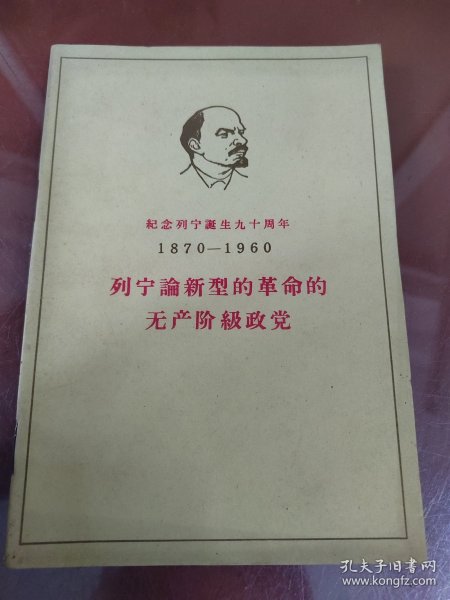 紀念列宁誕生九十周年
1870—1960
列宁論新型的革命的
无产阶級政党
孔夫子旧书网
www.kongfz.com